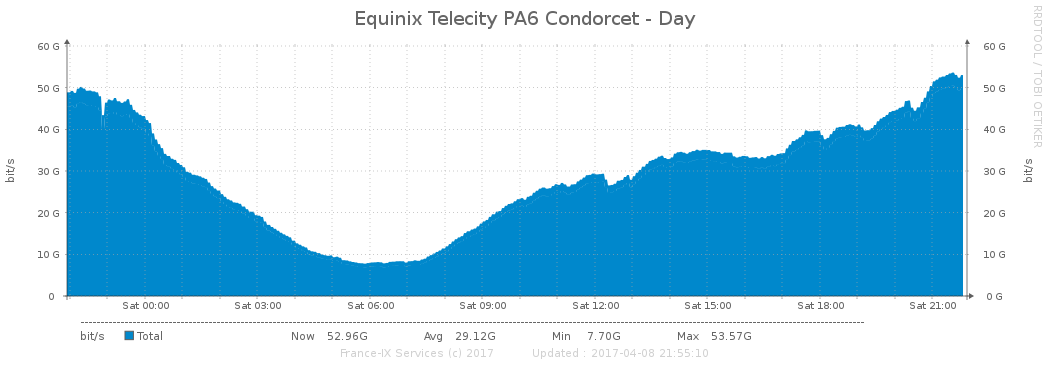 Equinix Telecity PA6 Condorcet - Day
RRDTOOL / TOBI OETIKER
60 G 60 G
50 G 50 G
40 G 40 G
30 G 30 G
20 G 20 G
10 G 10 G
0 0 G
bit/s bit/s
Sat 00:00 Sat 03:00 Sat 06:00 Sat 09:00 Sat 12:00 Sat 15:00 Sat 18:00 Sat 21:00
bit/s Total Now 52.96G Avg 29.12G Min 7.70G Max 53.57G
France-IX Services (c) 2017 Updated : 2017-04-08 21:55:10